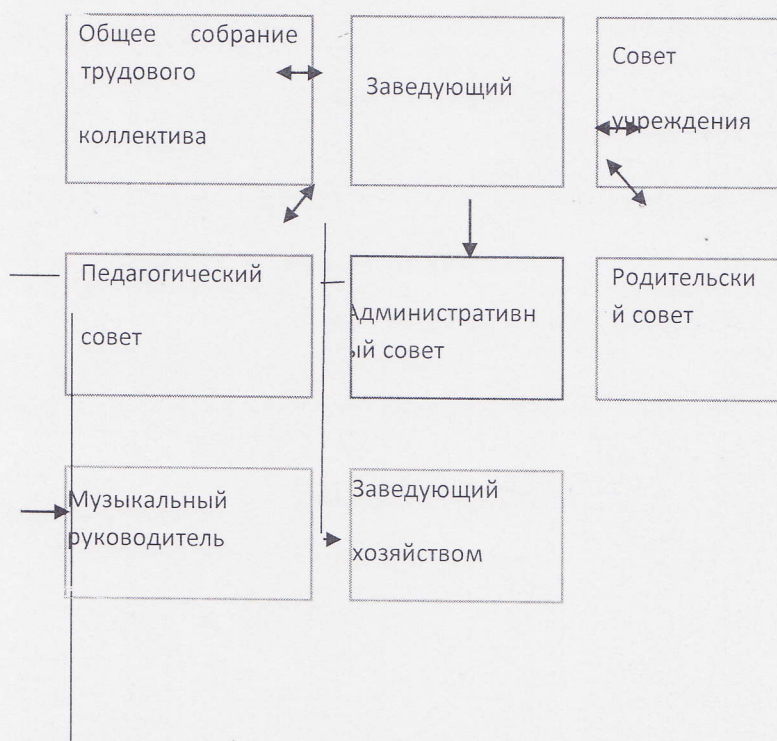 Общее собрание
трудового
коллектива
Заведующий
Совет
учреждения
Педагогический
совет
Административн
ый совет
Родительски
й совет
Музыкальный
руководитель
Заведующий
хозяйством